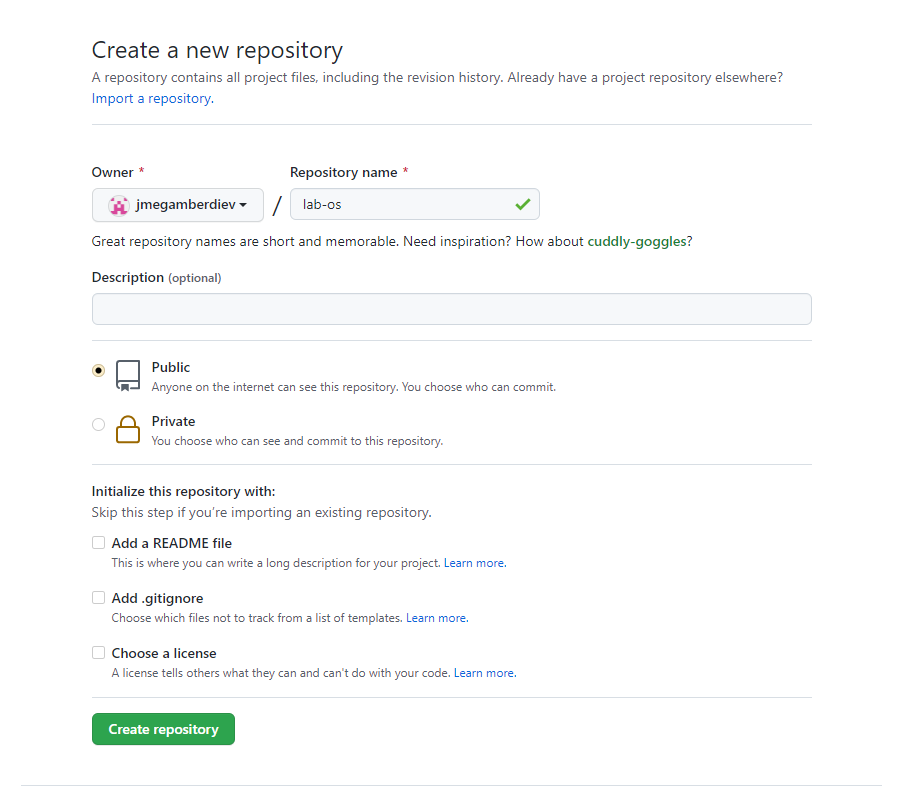 Create a new repository
A repository contains all project files, including the revision history. Already have a project repository elsewhere?
Import a repository.
Owner * Repository name *
jmegamberdiev / lab-os
Great repository names are short and memorable. Need inspiration? How about cuddly-goggles?
Description (optional)
Public
Anyone on the internet can see this repository. You choose who can commit.
Private
You choose who can see and commit to this repository.
Initialize this repository with:
Skip this step if you’re importing an existing repository.
Add a README file
This is where you can write a long description for your project. Learn more.
Add .gitignore
Choose which files not to track from a list of templates. Learn more.
Choose a license
A license tells others what they can and can't do with your code. Learn more.
Create repository